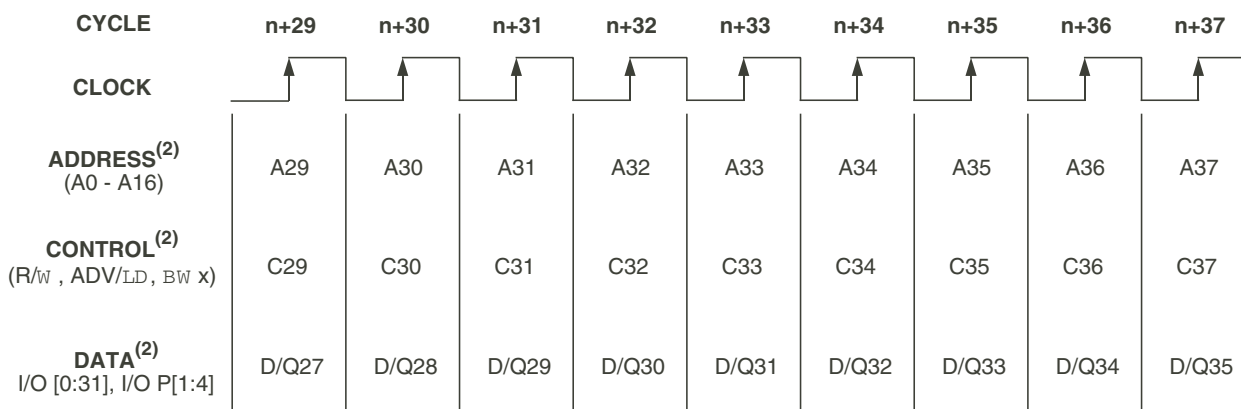 CYCLE n+29 n+30 n+31 n+32 n+33 n+34 n+35 n+36 n+37
CLOCK
ADDRESS(2) A29 A30 A31 A32 A33 A34 A35 A36 A37
(A0 - A16)
CONTROL(2) C29 C30 C31 C32 C33 C34 C35 C36 C37
(R/W , ADV/LD, BW x)
DATA(2) D/Q27 D/Q28 D/Q29 D/Q30 D/Q31 D/Q32 D/Q33 D/Q34 D/Q35
I/O [0:31], I/O P[1:4]